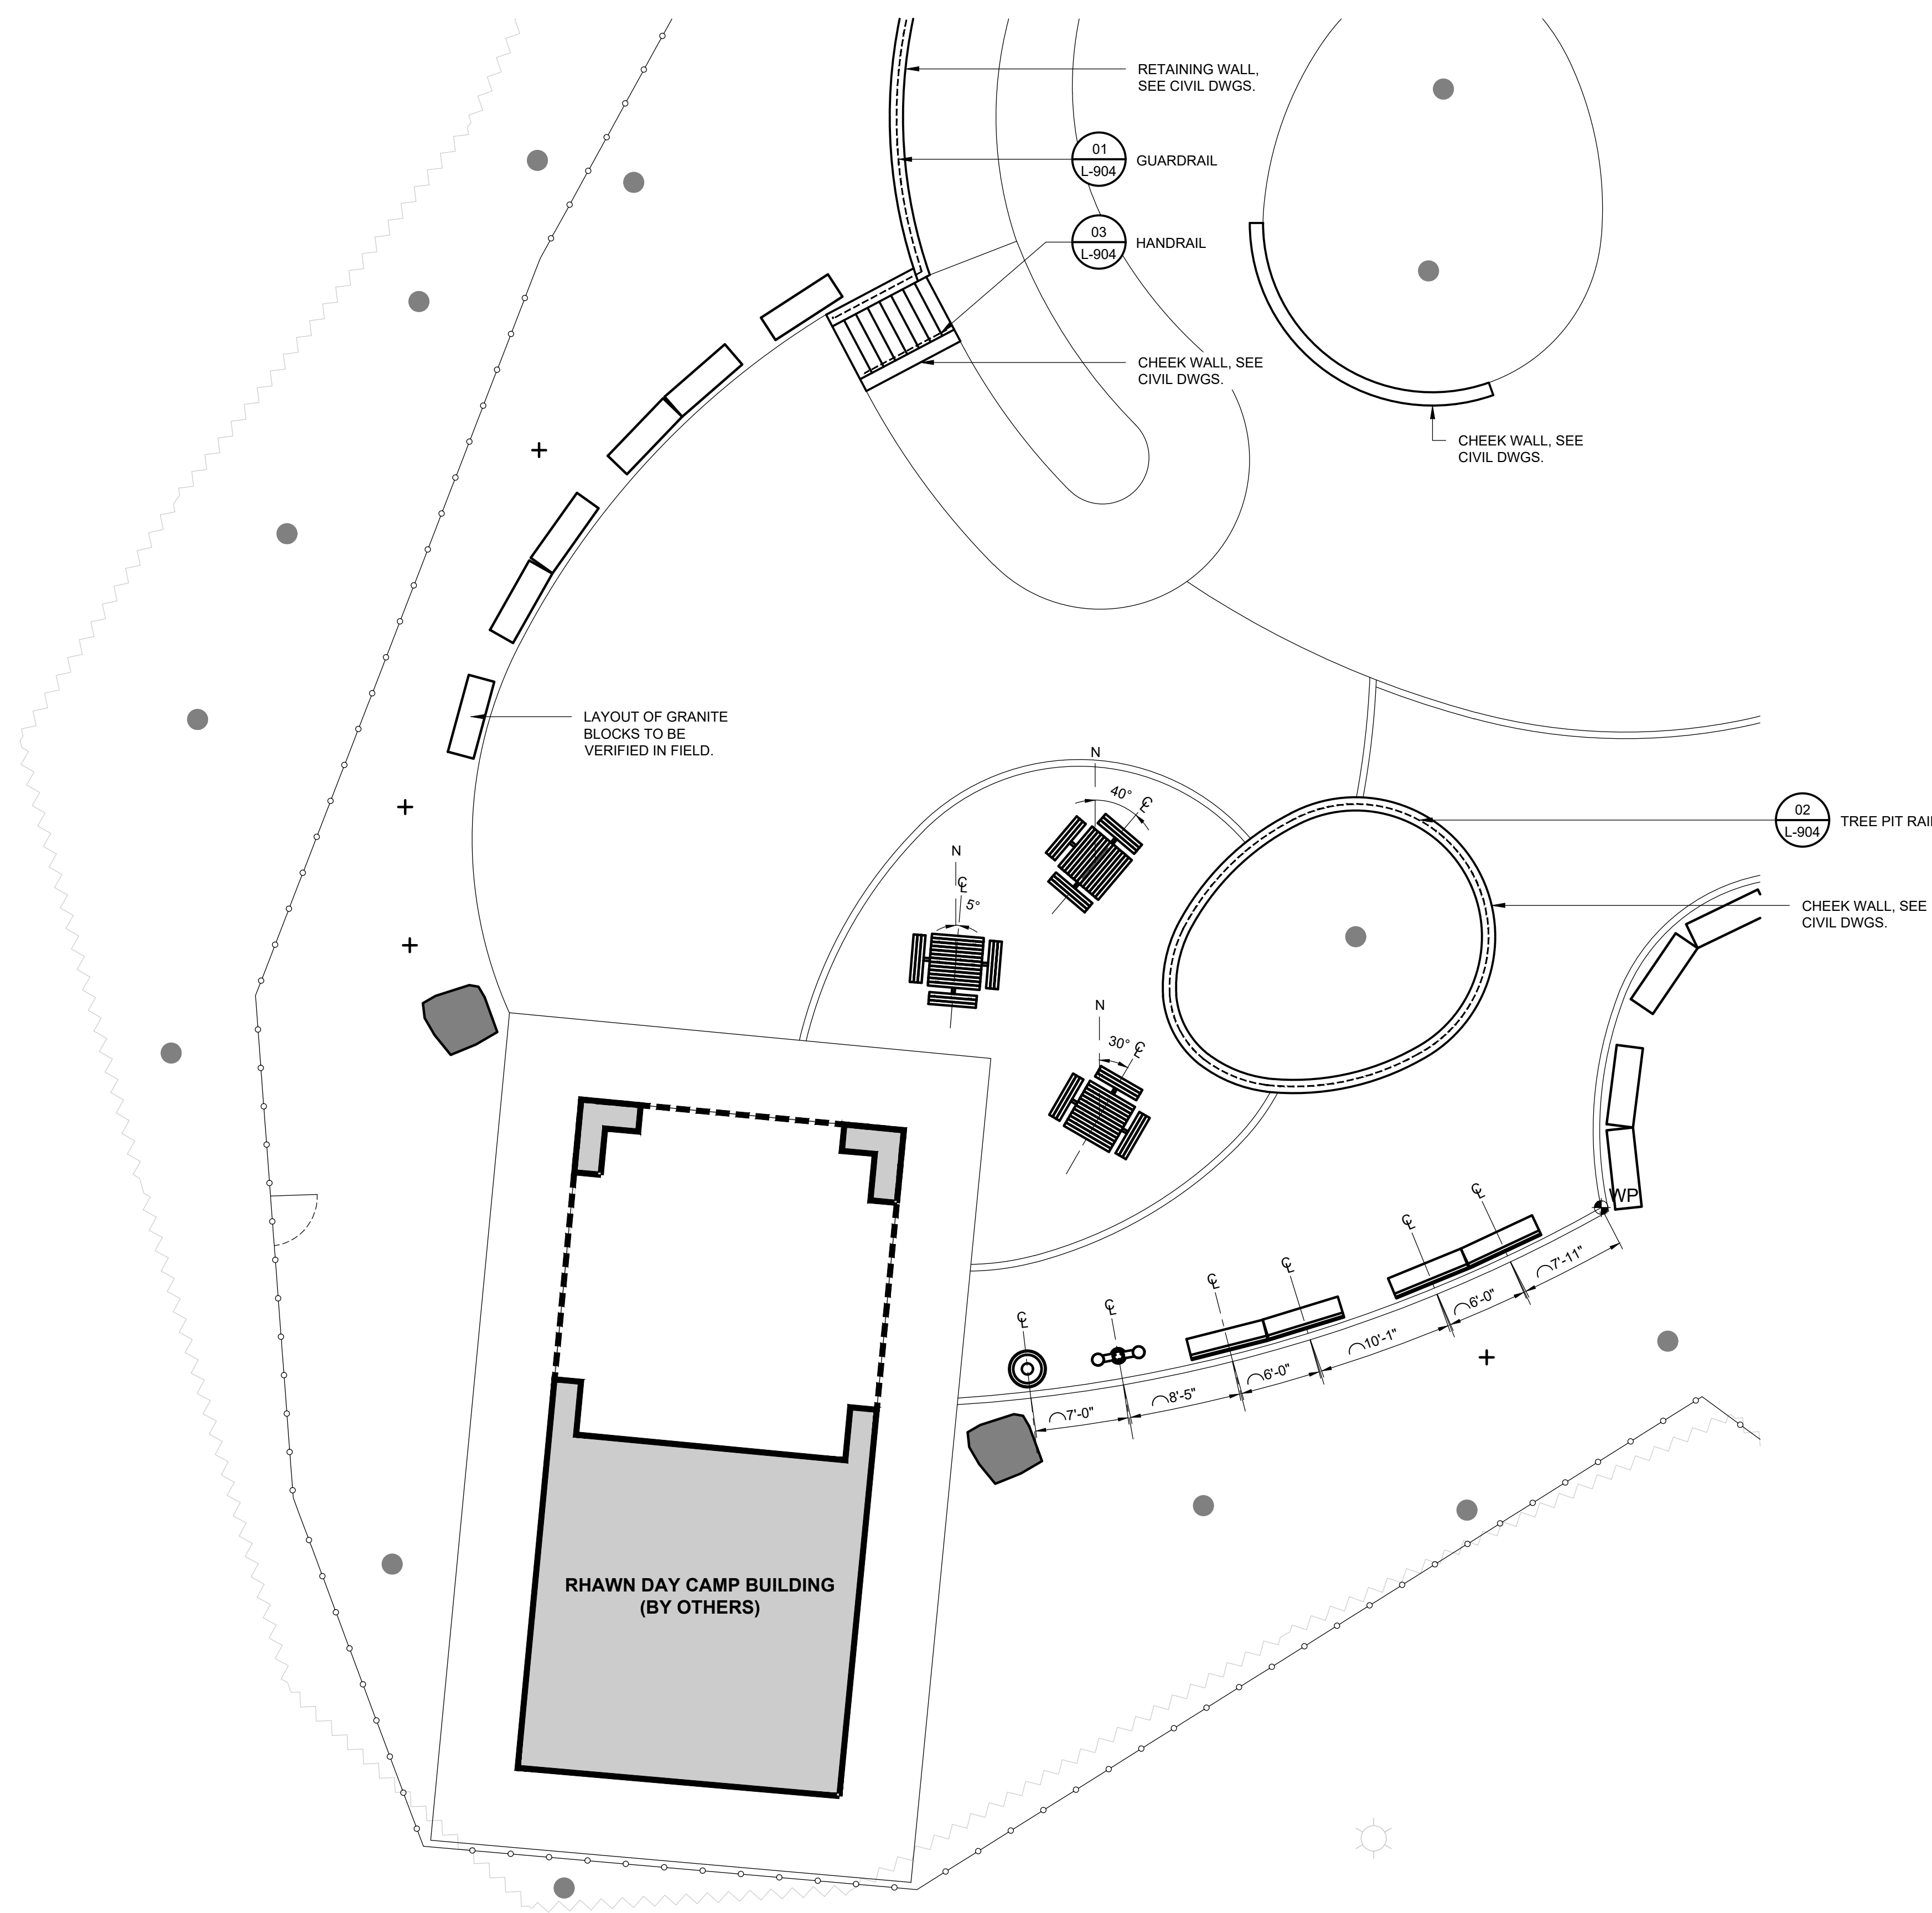 RETAINING WALL,
SEE CIVIL DWGS.
01
L-904
GUARDRAIL
03
L-904
HANDRAIL
CHEEK WALL, SEE
CIVIL DWGS.
CHEEK WALL, SEE
CIVIL DWGS.
LAYOUT OF GRANITE
BLOCKS TO BE
VERIFIED IN FIELD.
N
40°
℄
N
℄
5°
N
30°
℄
02
L-904
TREE PIT RAIL
CHEEK WALL, SEE
CIVIL DWGS.
WP
℄
℄
℄
℄
℄
℄
7'-11"
6'-0"
10'-1"
6'-0"
8'-5"
7'-0"
RHAWN DAY CAMP BUILDING
(BY OTHERS)